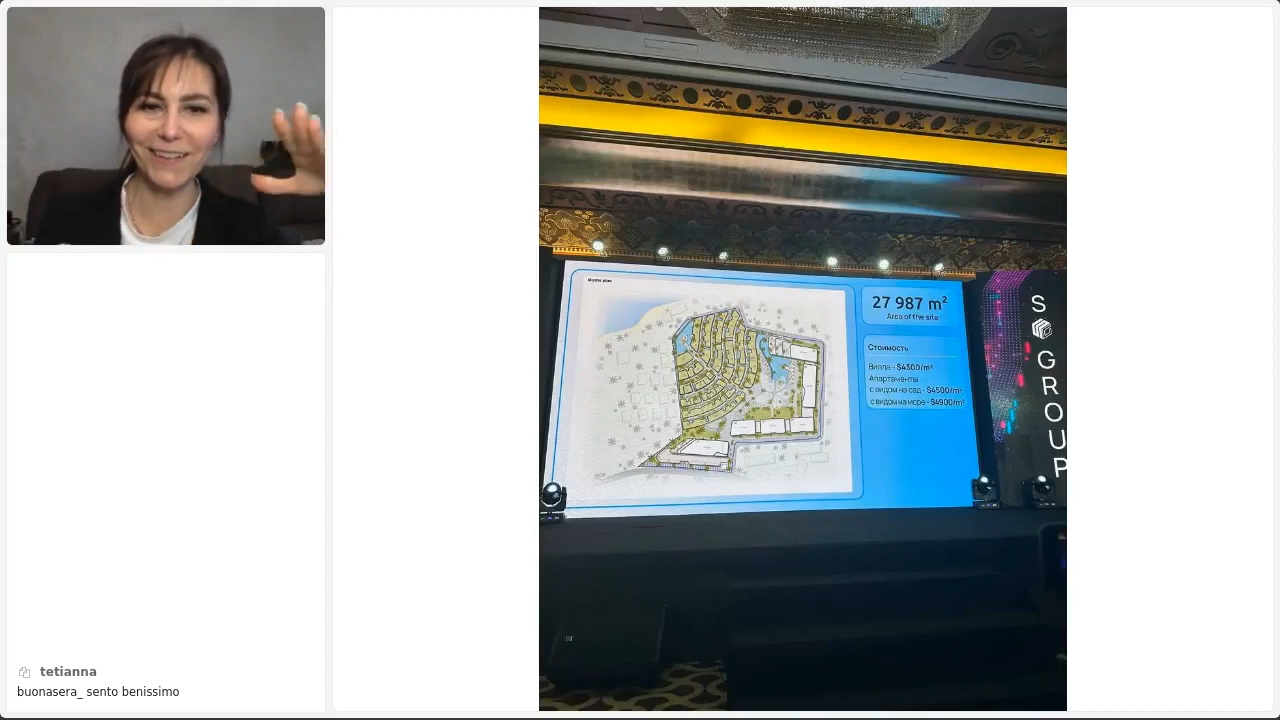 tetianna
buonasera_ sento benissimo
Master plan
27 987 m²
Area of the site
Стоимость
Вилла - $4300/m²
Апартаменты
с видом на сад - $4500/m²
с видом на море - $4900/m²
S
GROUP